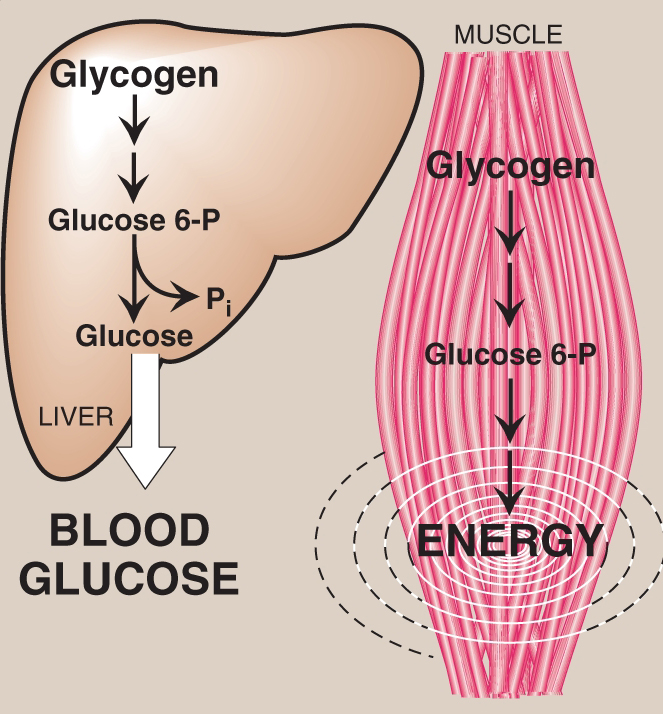 Glycogen
Glucose 6-P
Pi
Glucose
LIVER
BLOOD
GLUCOSE
MUSCLE
Glycogen
Glucose 6-P
ENERGY